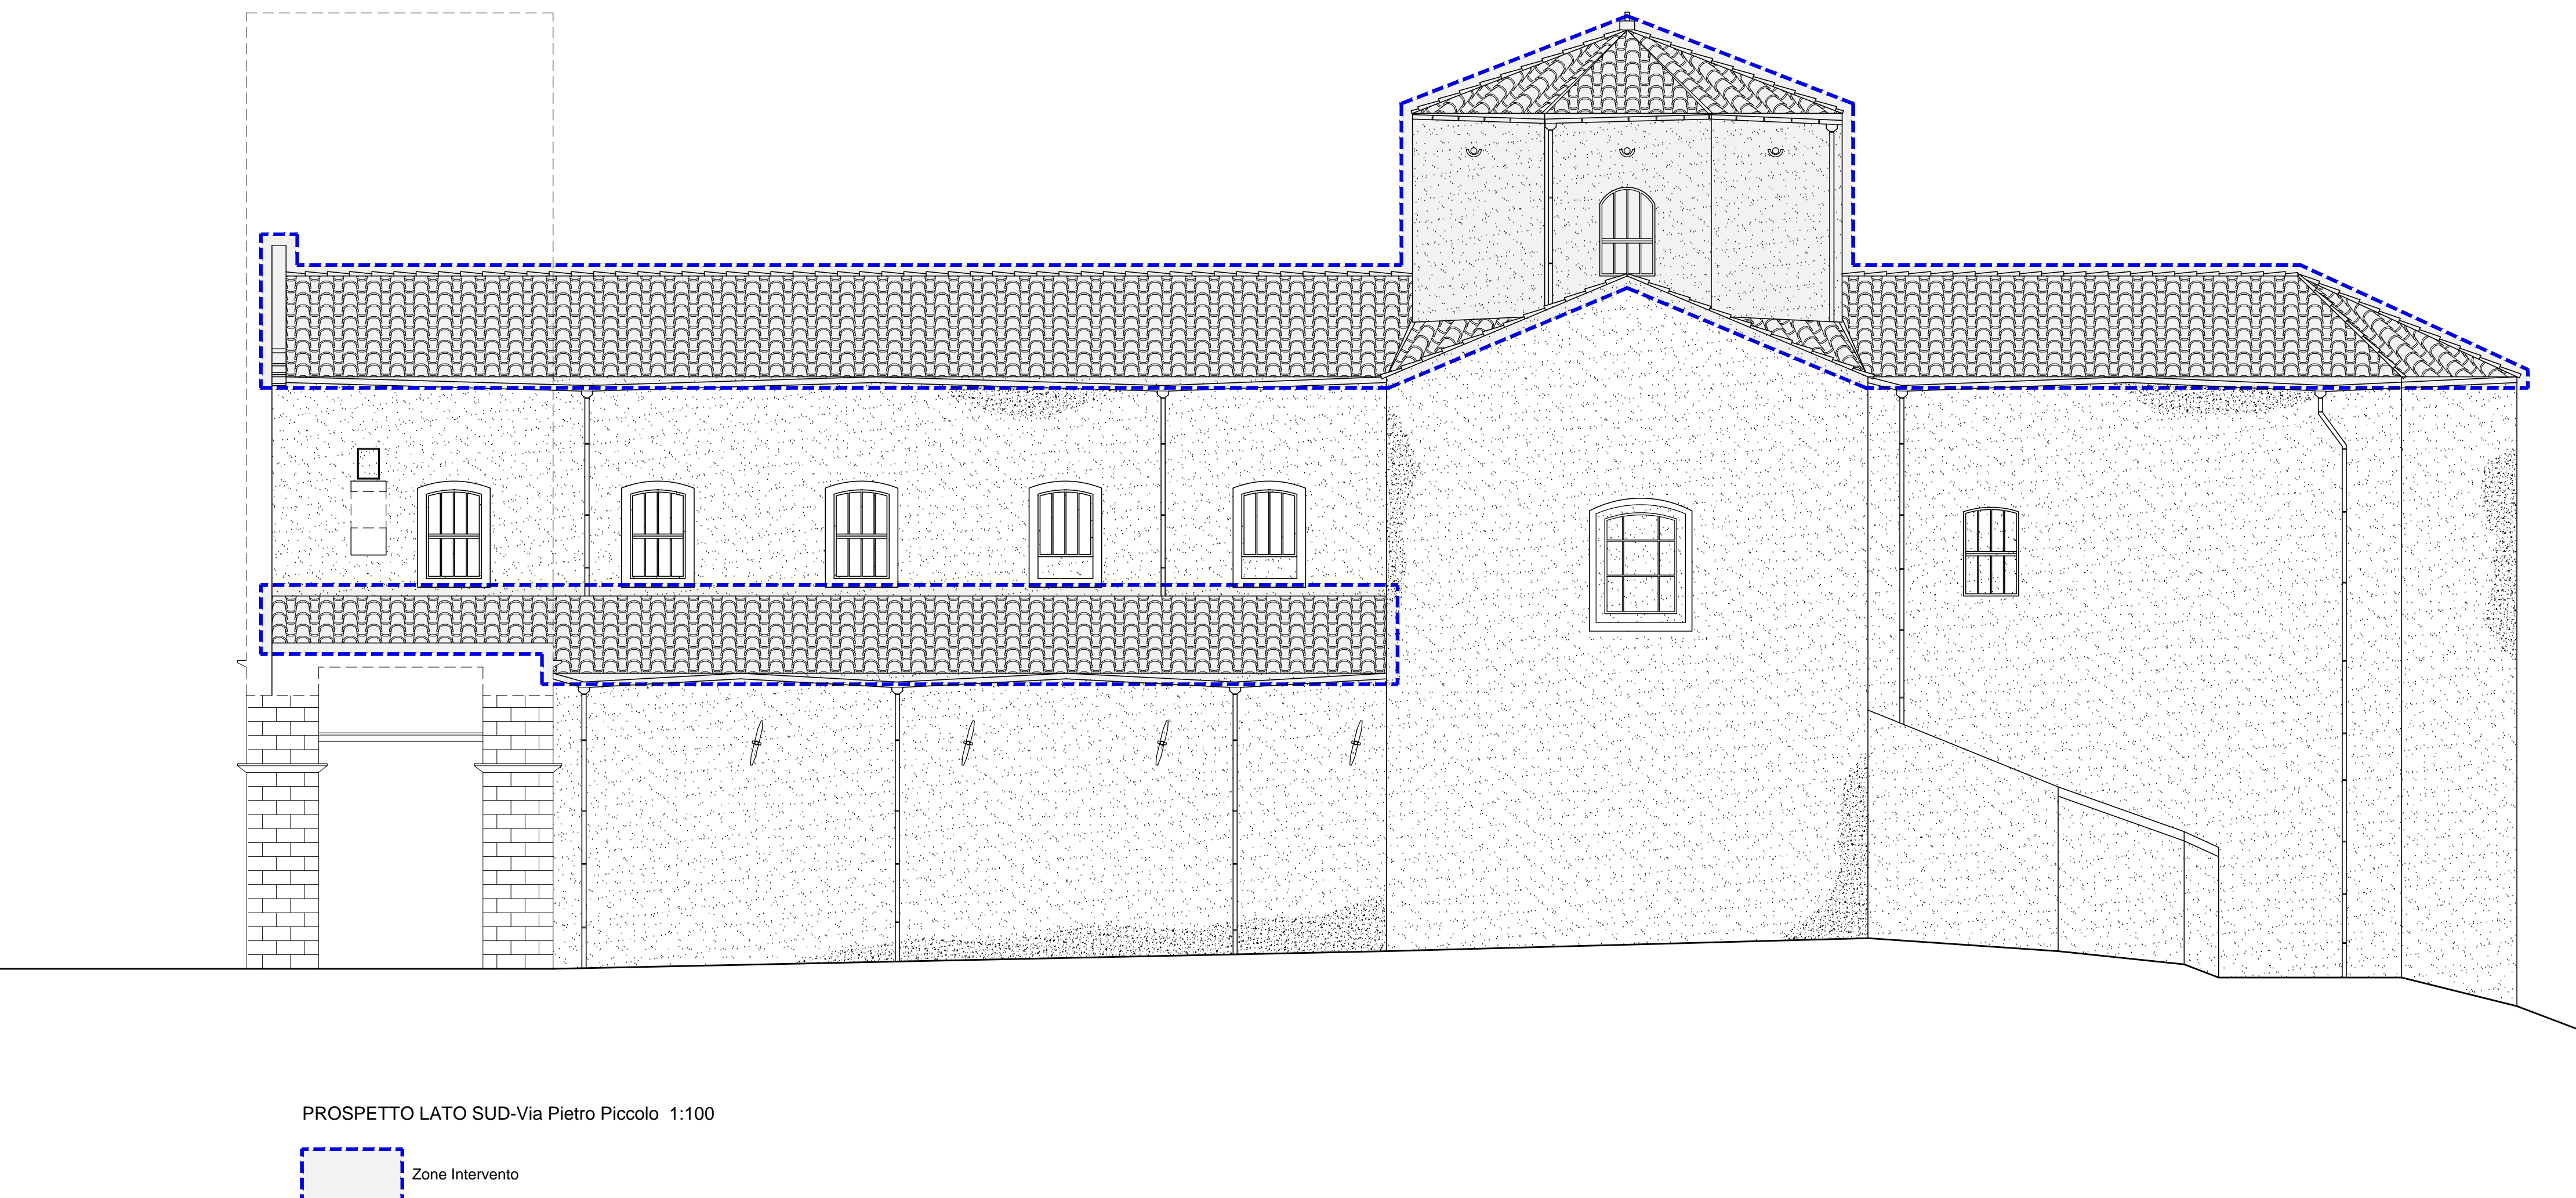 PROSPETTO LATO SUD-Via Pietro Piccolo 1:100
Zone Intervento